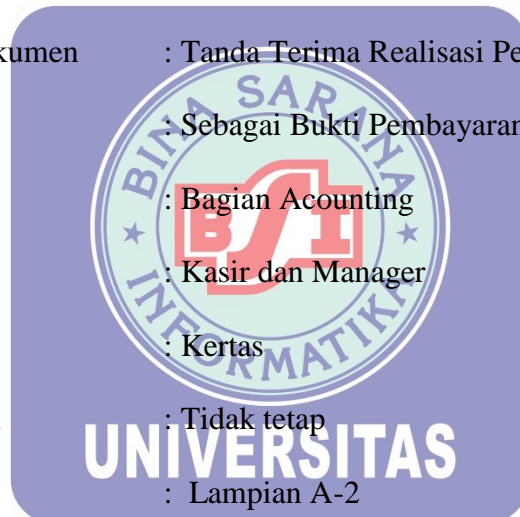 kumen : Tanda Terima Realisasi Pe
: Sebagai Bukti Pembayaran
: Bagian Acounting
: Kasir dan Manager
: Kertas
: Tidak tetap
: Lampian A-2
BINA SARANA
BSI
INFORMATIKA
UNIVERSITAS